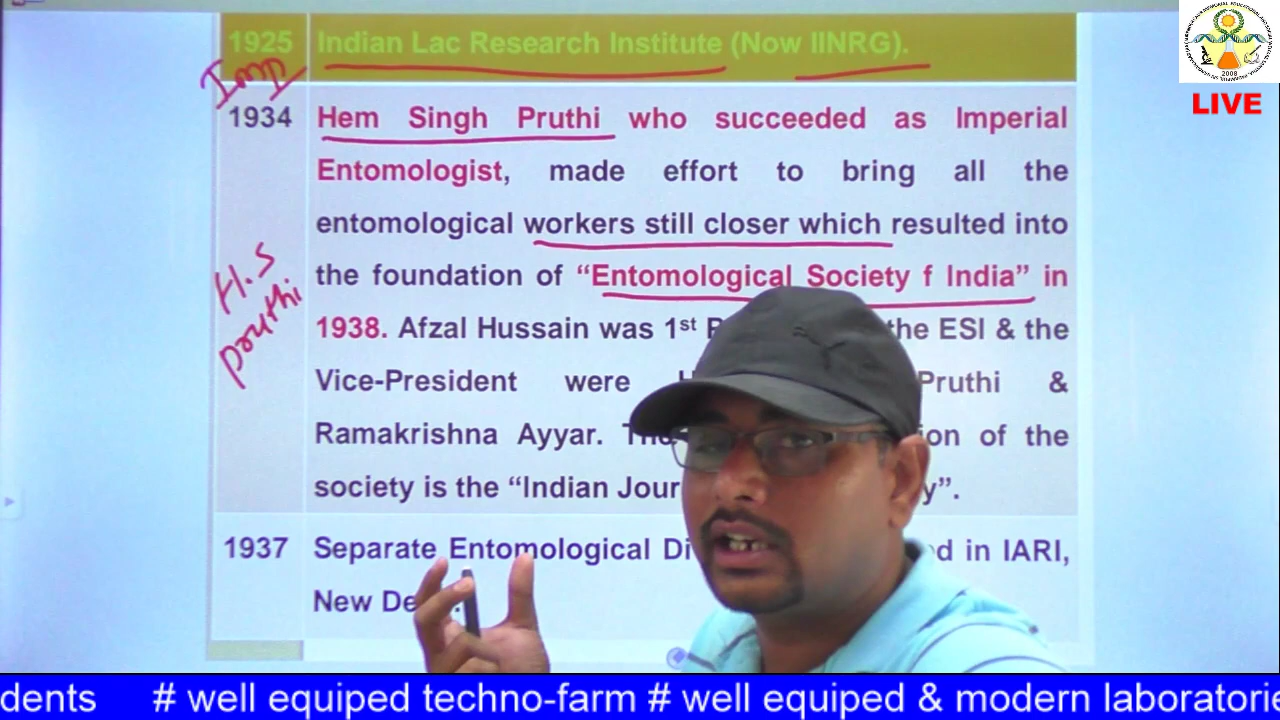 LIVE
1925 Indian Lac Research Institute (Now IINRG).
Imp
1934 Hem Singh Pruthi who succeeded as Imperial
Entomologist, made effort to bring all the
entomological workers still closer which resulted into
the foundation of “Entomological Society f India” in
1938. Afzal Hussain was 1st P the ESI & the
Vice-President were H Pruthi &
Ramakrishna Ayyar. The ion of the
society is the “Indian Jour y”.
H.S
pruthi
1937 Separate Entomological Di d in IARI,
New De
dents # well equiped techno-farm # well equiped & modern laboratorie
2008